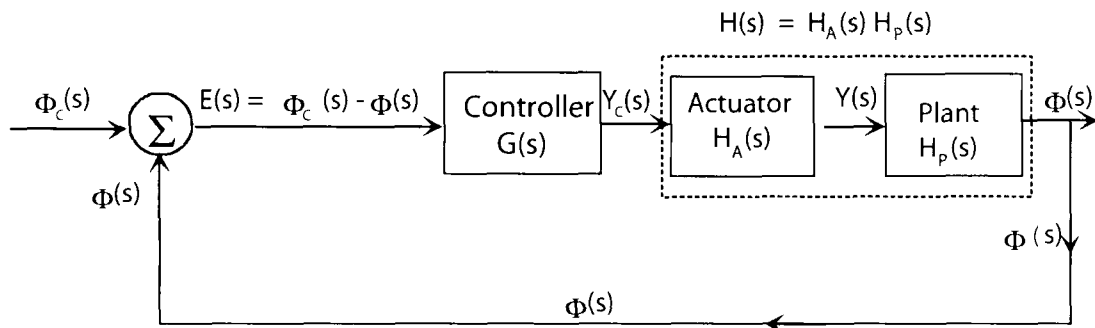 H(s) = H_A(s) H_P(s)
Φ_c(s)
Σ
E(s) = Φ_c (s) - Φ(s)
Controller
G(s)
Y_c(s)
Actuator
H_A(s)
Y(s)
Plant
H_P(s)
Φ(s)
Φ(s)
Φ(s)
Φ(s)